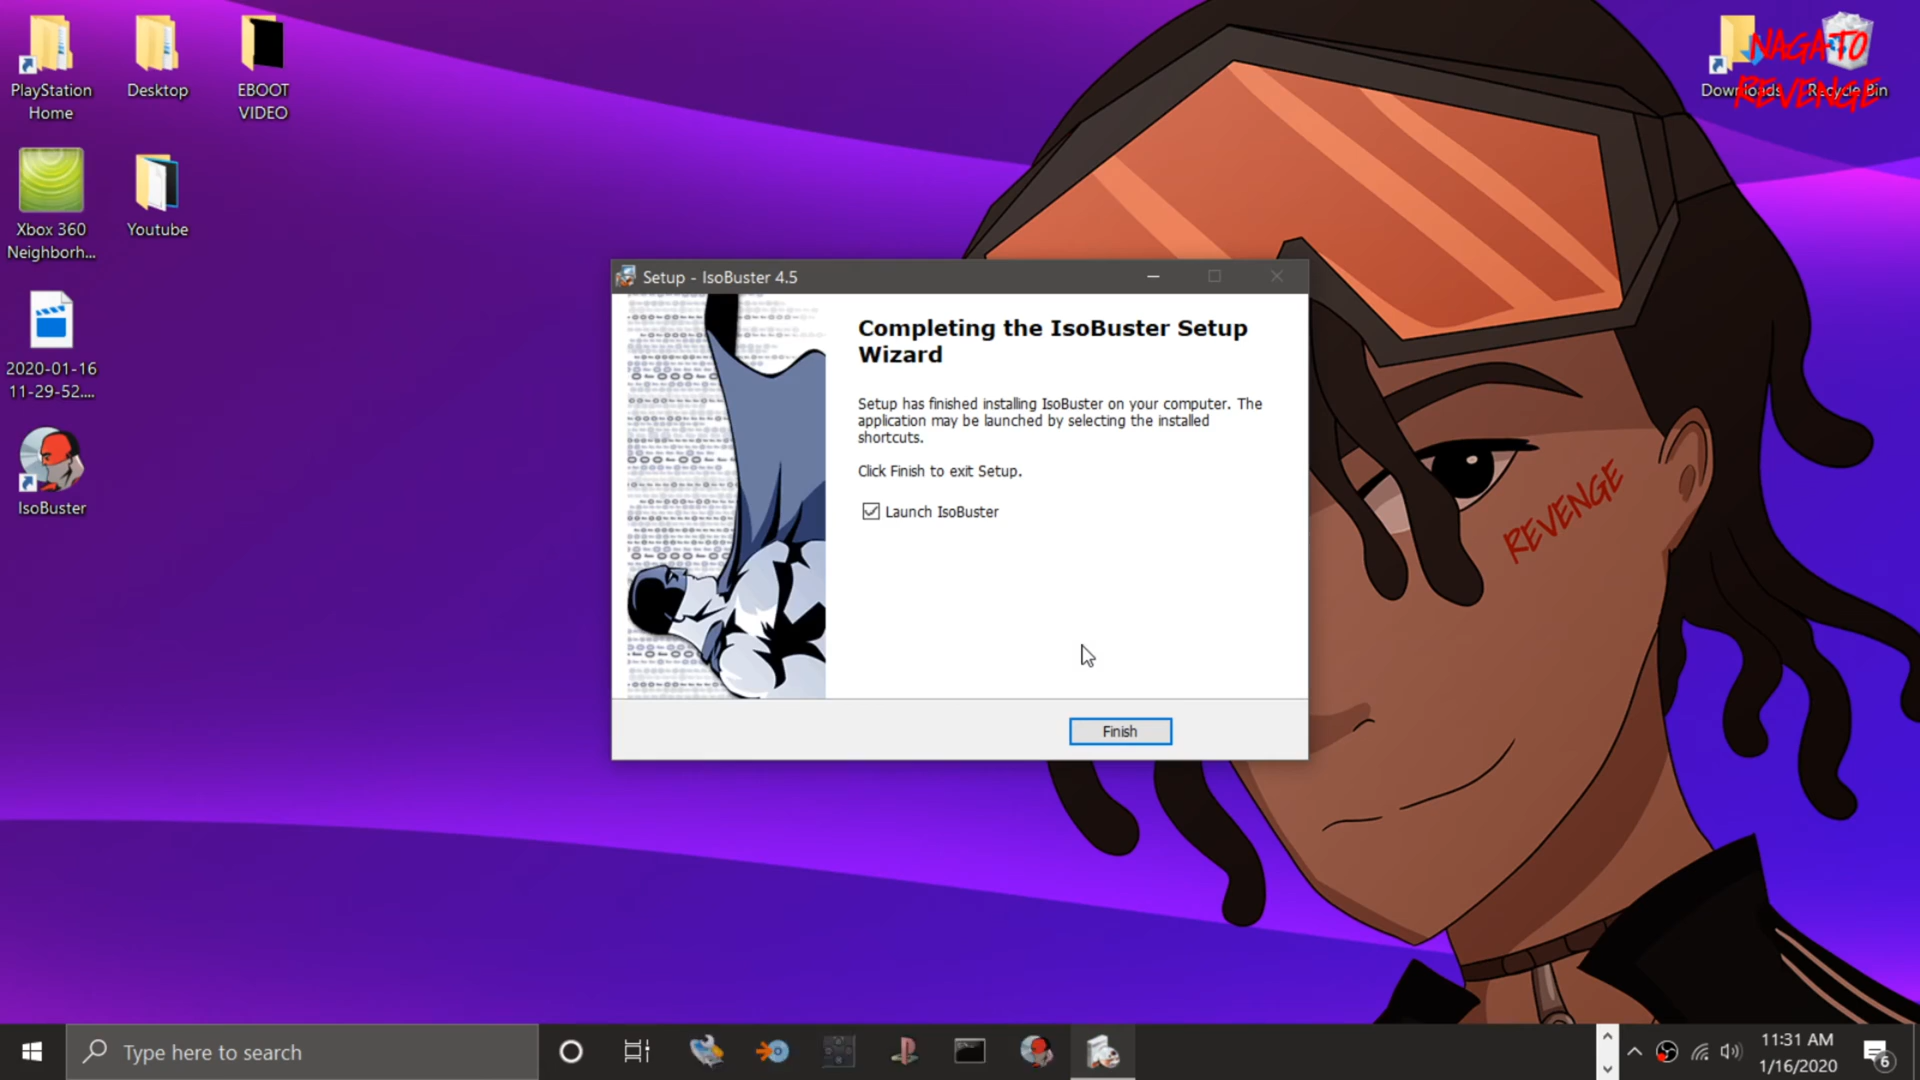 PlayStation
Home
Desktop
EBOOT
VIDEO
Xbox 360
Neighborh...
Youtube
2020-01-16
11-29-52....
IsoBuster
NAGATO
REVENGE
Downloads
Recycle Bin
Setup - IsoBuster 4.5
Completing the IsoBuster Setup
Wizard
Setup has finished installing IsoBuster on your computer. The
application may be launched by selecting the installed
shortcuts.
Click Finish to exit Setup.
Launch IsoBuster
Finish
REVENGE
Type here to search
11:31 AM
1/16/2020
6